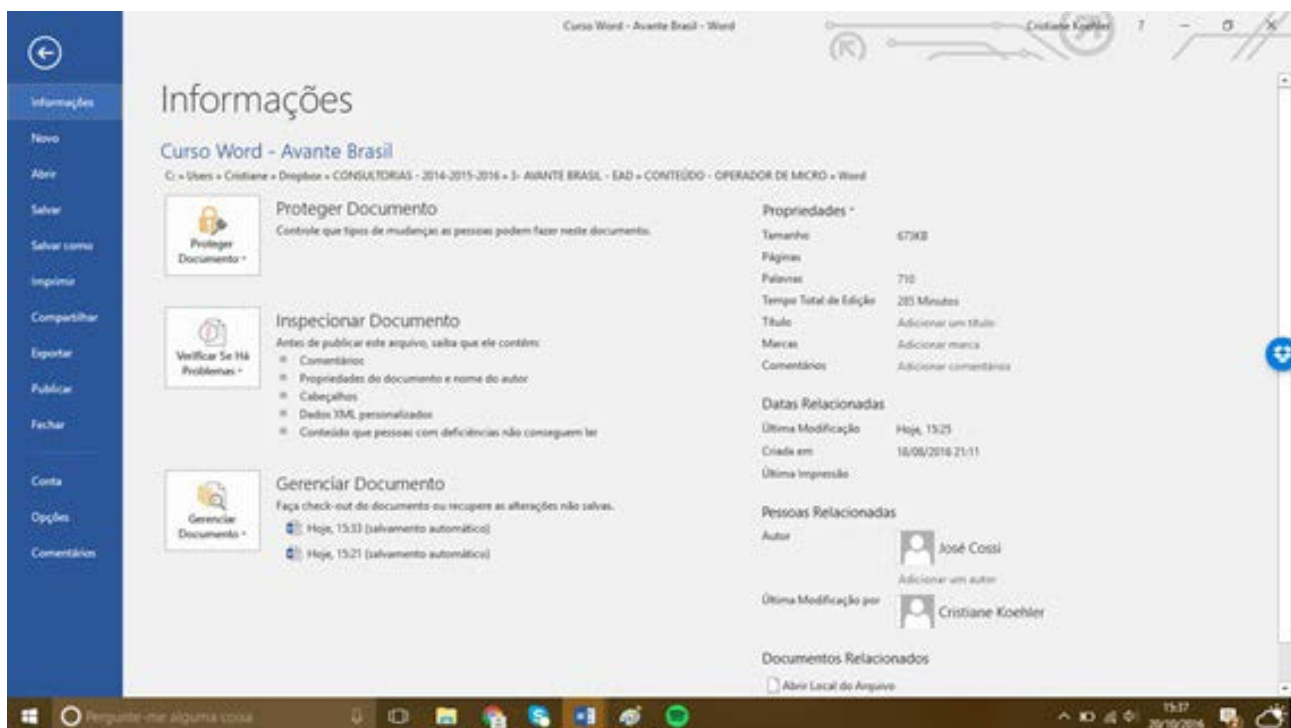 Curso Word - Avante Brasil - Word
Cristiane Koehler
?
Informações
Novo
Abrir
Salvar
Salvar como
Imprimir
Compartilhar
Exportar
Publicar
Fechar
Conta
Opções
Comentários
Informações
Curso Word - Avante Brasil
C: » Users » Cristiane » Dropbox » CONSULTORIAS - 2014-2015-2016 » 3- AVANTE BRASIL - EAD » CONTEÚDO - OPERADOR DE MICRO » Word
Proteger Documento
Proteger Documento
Controle que tipos de mudanças as pessoas podem fazer neste documento.
Verificar Se Há Problemas
Inspecionar Documento
Antes de publicar este arquivo, saiba que ele contém:
Comentários
Propriedades do documento e nome do autor
Cabeçalhos
Dados XML personalizados
Conteúdo que pessoas com deficiências não conseguem ler
Gerenciar Documento
Gerenciar Documento
Faça check-out do documento ou recupere as alterações não salvas.
Hoje, 15:33 (salvamento automático)
Hoje, 15:21 (salvamento automático)
Propriedades
Tamanho 673KB
Páginas
Palavras 710
Tempo Total de Edição 285 Minutos
Título Adicionar um título
Marcas Adicionar marca
Comentários Adicionar comentários
Datas Relacionadas
Última Modificação Hoje, 15:25
Criada em 18/08/2016 21:11
Última Impressão
Pessoas Relacionadas
Autor José Cossi
Adicionar um autor
Última Modificação por Cristiane Koehler
Documentos Relacionados
Abrir Local do Arquivo
Pergunte-me alguma coisa
15:37
20/10/2016